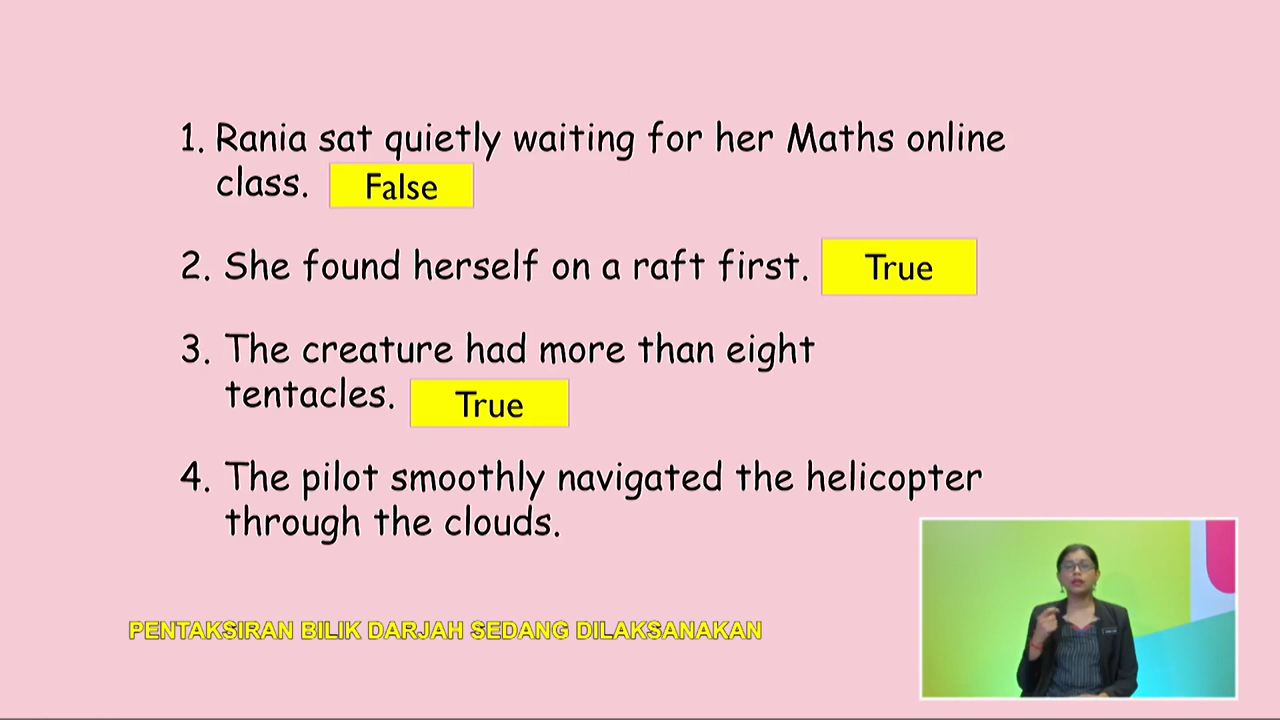 1. Rania sat quietly waiting for her Maths online
class. False
2. She found herself on a raft first. True
3. The creature had more than eight
tentacles. True
4. The pilot smoothly navigated the helicopter
through the clouds.
PENTAKSIRAN BILIK DARJAH SEDANG DILAKSANAKAN